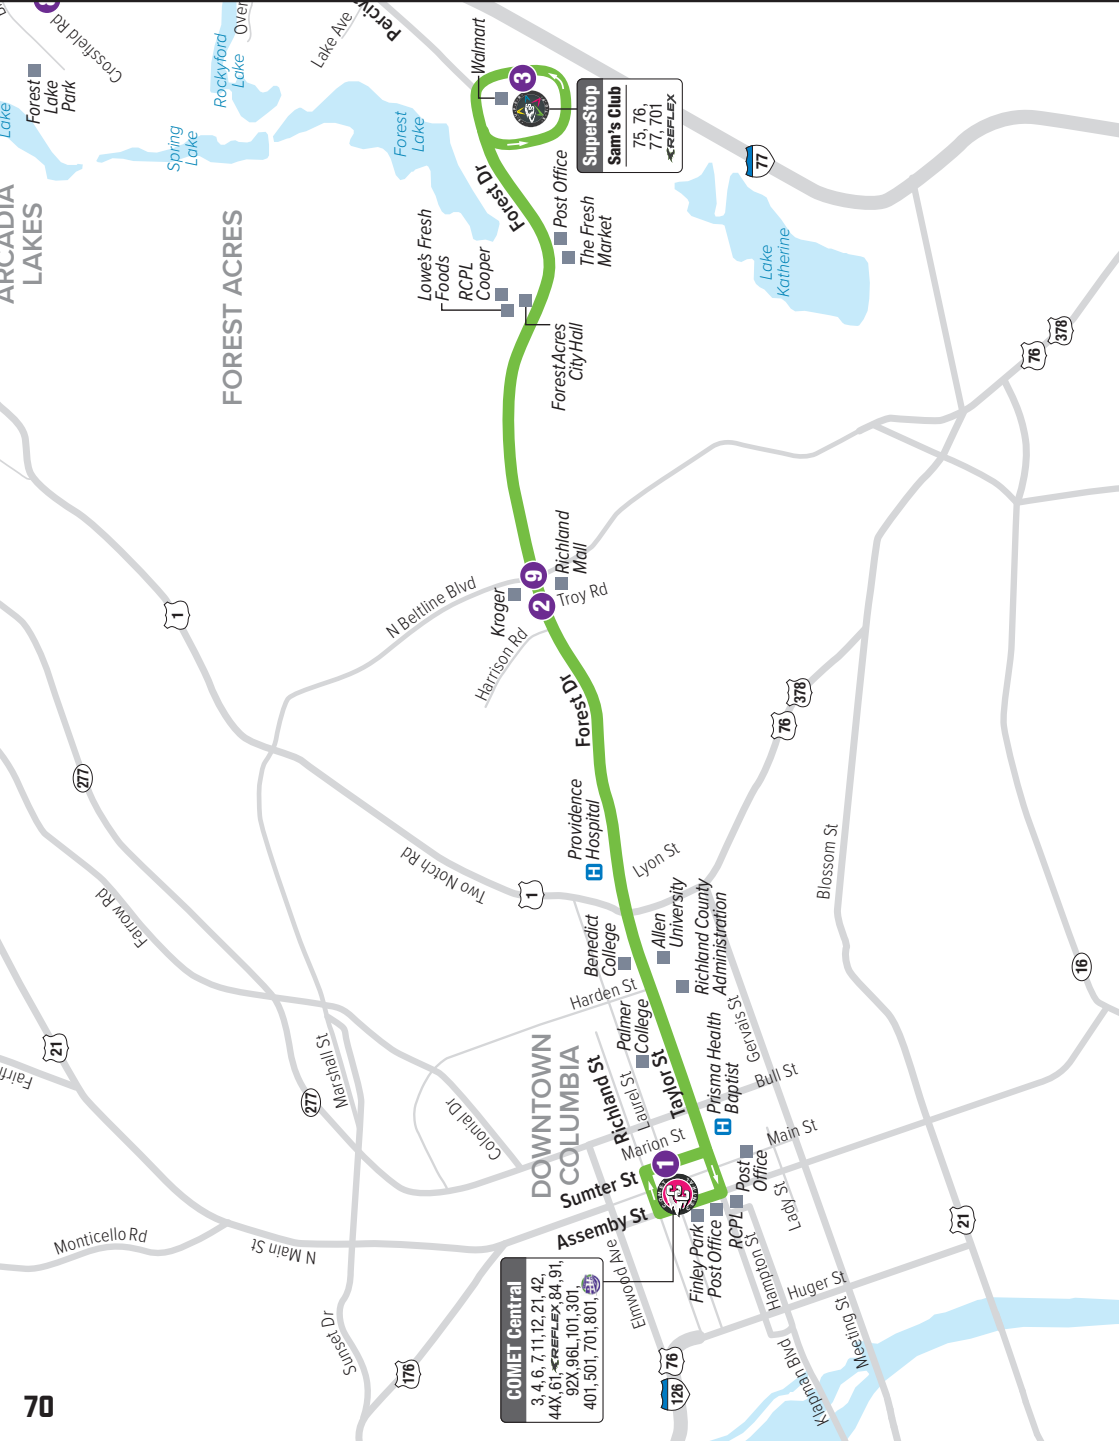 70
Crossfield Rd
Forest
Lake
Park
Lake
Rockyford
Lake
Lake Ave
Spring
Lake
Forest
Lake
Walmart
3
SuperStop
Sam's Club
75, 76,
77, 701
REFLEX
77
ARCADIA
LAKES
FOREST ACRES
Forest Dr
Post Office
The Fresh
Market
Lowe's Fresh
Foods
RCPL
Cooper
Forest Acres
City Hall
Lake
Katherine
76
378
1
N Beltline Blvd
Kroger
9
2
Richland
Mall
Troy Rd
Harrison Rd
Forest Dr
76
378
277
Two Notch Rd
1
Providence
Hospital
H
Lyon St
Blossom St
Farrow Rd
Benedict
College
Allen
University
Richland County
Administration
Harden St
Palmer
College
Gervais St
16
21
Marshall St
277
Colonial Dr
DOWNTOWN
COLUMBIA
Richland St
Laurel St
Taylor St
Marion St
Prisma Health
Baptist
H
Bull St
Main St
Sumter St
1
Assemby St
Post
Office
Lady St
RCPL
Post Office
Finley Park
Hampton St
Huger St
Meeting St
Klapman Blvd
Elmwood Ave
21
Monticello Rd
N Main St
Sunset Dr
176
COMET Central
3, 4, 6, 7,11,12, 21, 42,
44X, 61, REFLEX, 84, 91,
92X, 96L, 101, 301,
401, 501, 701, 801,
76
126